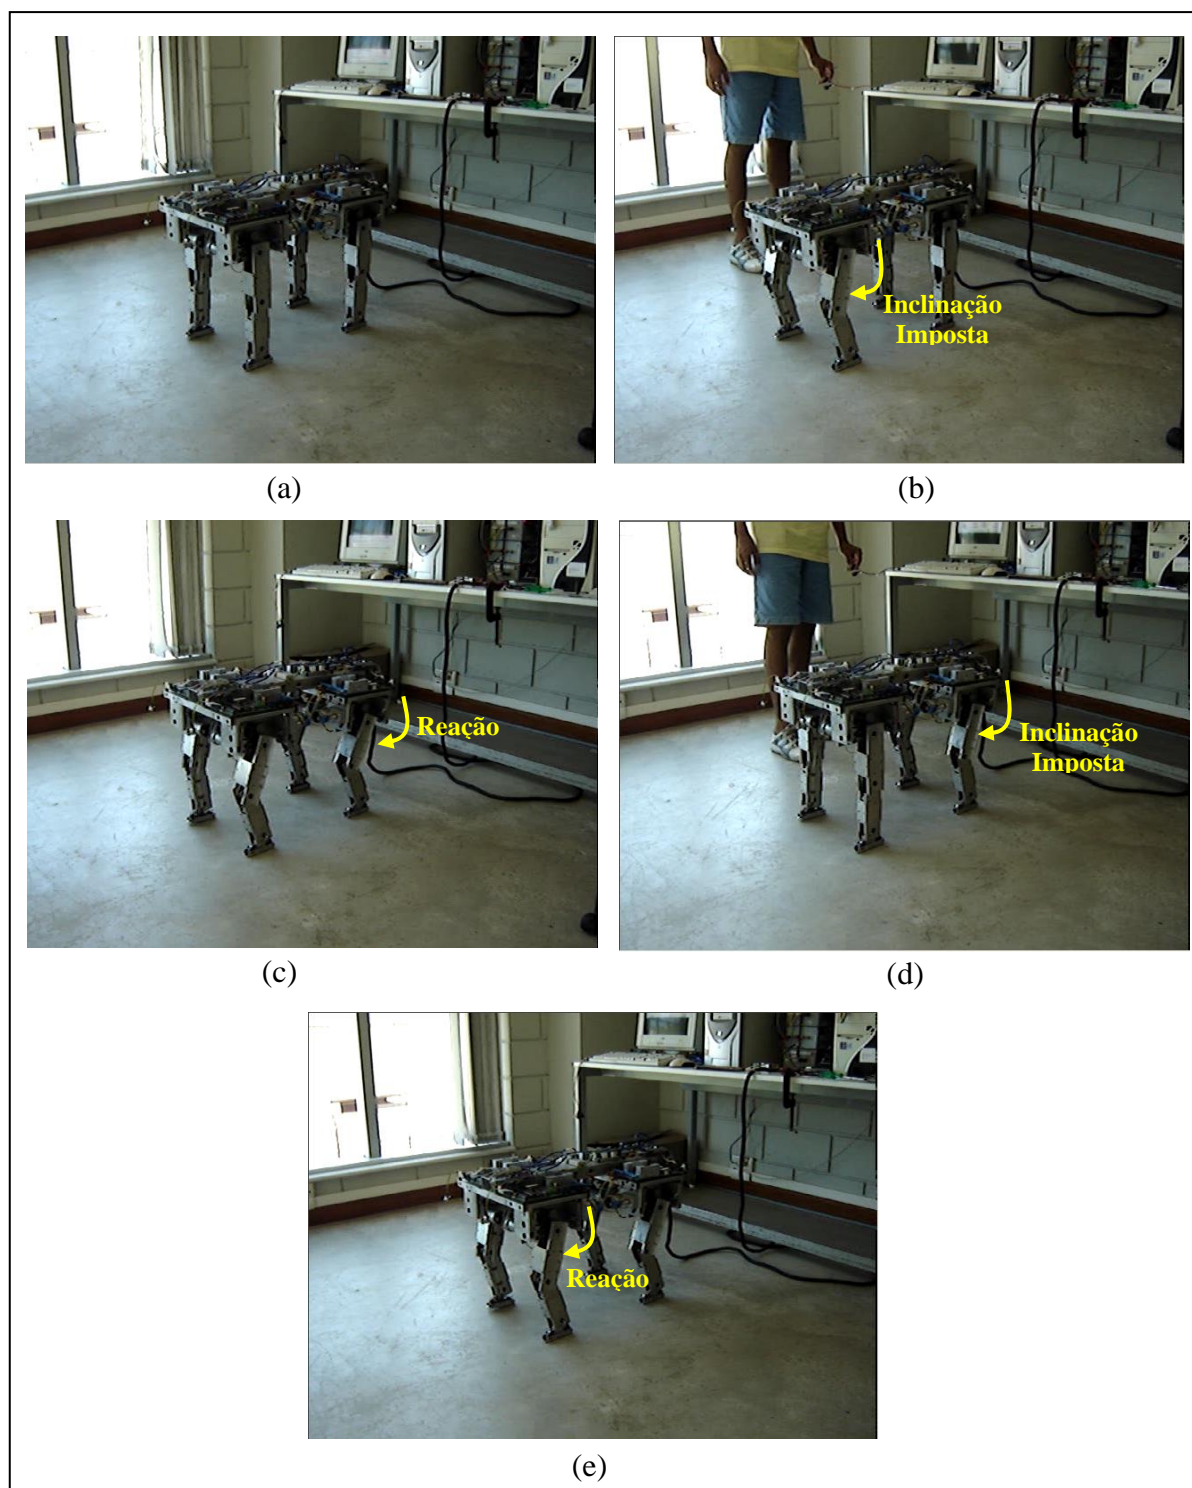 (a)
(b)
Inclinação
Imposta
(c)
Reação
(d)
Inclinação
Imposta
(e)
Reação